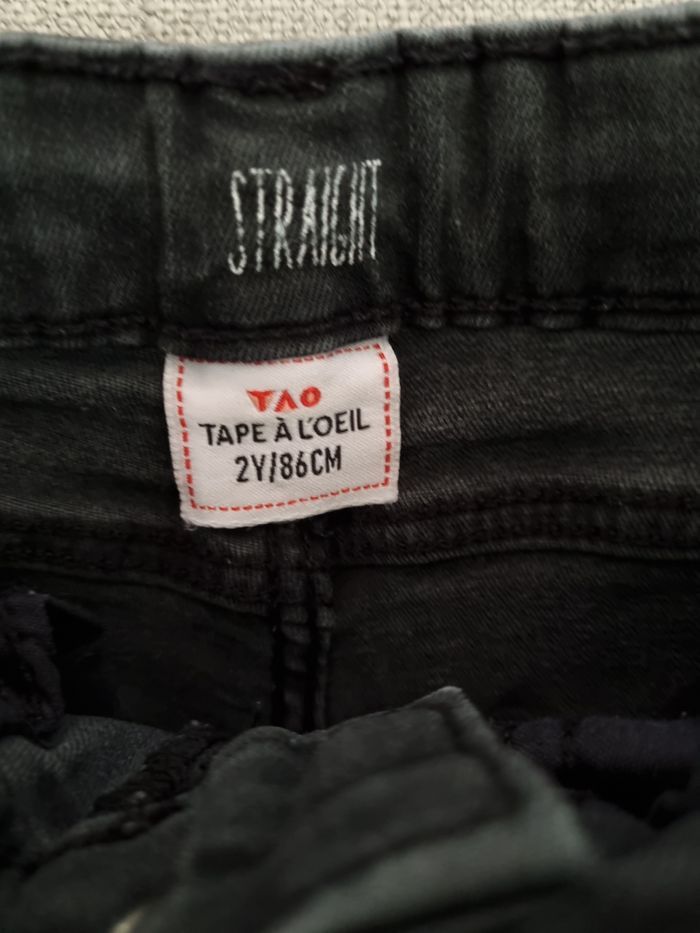 STRAIGHT
TAO
TAPE À L'OEIL
2Y/86CM